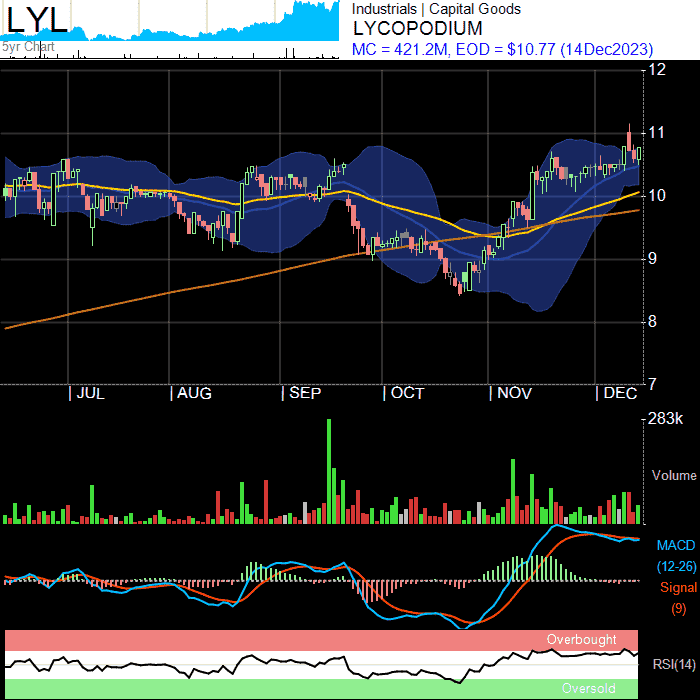 LYL
5yr Chart
Industrials | Capital Goods
LYCOPODIUM
MC = 421.2M, EOD = $10.77 (14Dec2023)
12
11
10
9
8
7
JUL AUG SEP OCT NOV DEC
283k
Volume
MACD
(12-26)
Signal
(9)
Overbought
RSI(14)
Oversold